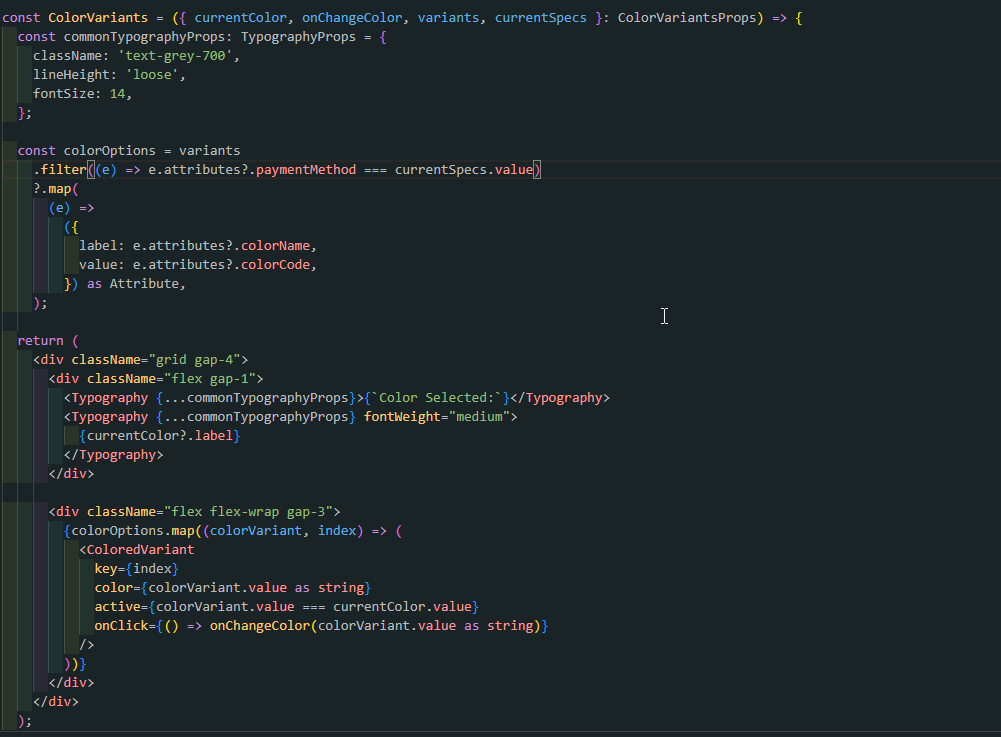 const ColorVariants = ({ currentColor, onChangeColor, variants, currentSpecs }: ColorVariantsProps) => {
  const commonTypographyProps: TypographyProps = {
    className: 'text-grey-700',
    lineHeight: 'loose',
    fontSize: 14,
  };

  const colorOptions = variants
    .filter((e) => e.attributes?.paymentMethod === currentSpecs.value)
    ?.map(
      (e) =>
        ({
          label: e.attributes?.colorName,
          value: e.attributes?.colorCode,
        }) as Attribute,
    );

  return (
    <div className="grid gap-4">
      <div className="flex gap-1">
        <Typography {...commonTypographyProps}>{`Color Selected:`}</Typography>
        <Typography {...commonTypographyProps} fontWeight="medium">
          {currentColor?.label}
        </Typography>
      </div>

      <div className="flex flex-wrap gap-3">
        {colorOptions.map((colorVariant, index) => (
          <ColoredVariant
            key={index}
            color={colorVariant.value as string}
            active={colorVariant.value === currentColor.value}
            onClick={() => onChangeColor(colorVariant.value as string)}
          />
        ))}
      </div>
    </div>
  );